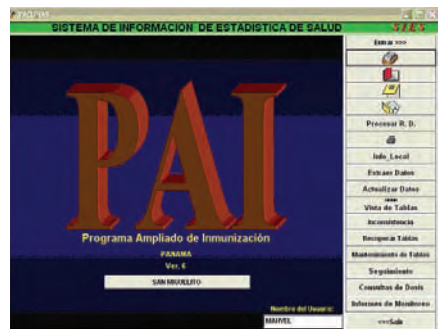 SISTEMA DE INFORMACIÓN DE ESTADISTICA DE SALUD
SIES
Entrar >>>
PAI
Procesar R. D.
Info_Local
Extraer Datos
Actualizar Datos
Vista de Tablas
Inconsistencia
Recuperar Tablas
Mantenimiento de Tablas
Seguimiento
Consultas de Dosis
Informes de Monitoreo
<<<Salir
Programa Ampliado de Inmunización
PANAMA
Ver. 6
SAN MIGUELITO
Nombre del Usuario: